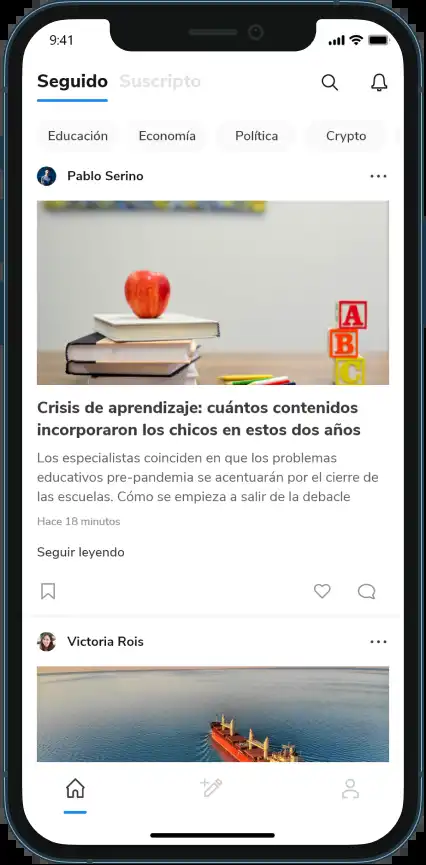 9:41
Seguido Suscripto
Educación Economía Política Crypto
Pablo Serino
A
B
C
Crisis de aprendizaje: cuántos contenidos
incorporaron los chicos en estos dos años
Los especialistas coinciden en que los problemas
educativos pre-pandemia se acentuarán por el cierre de
las escuelas. Cómo se empieza a salir de la debacle
Hace 18 minutos
Seguir leyendo
Victoria Rois